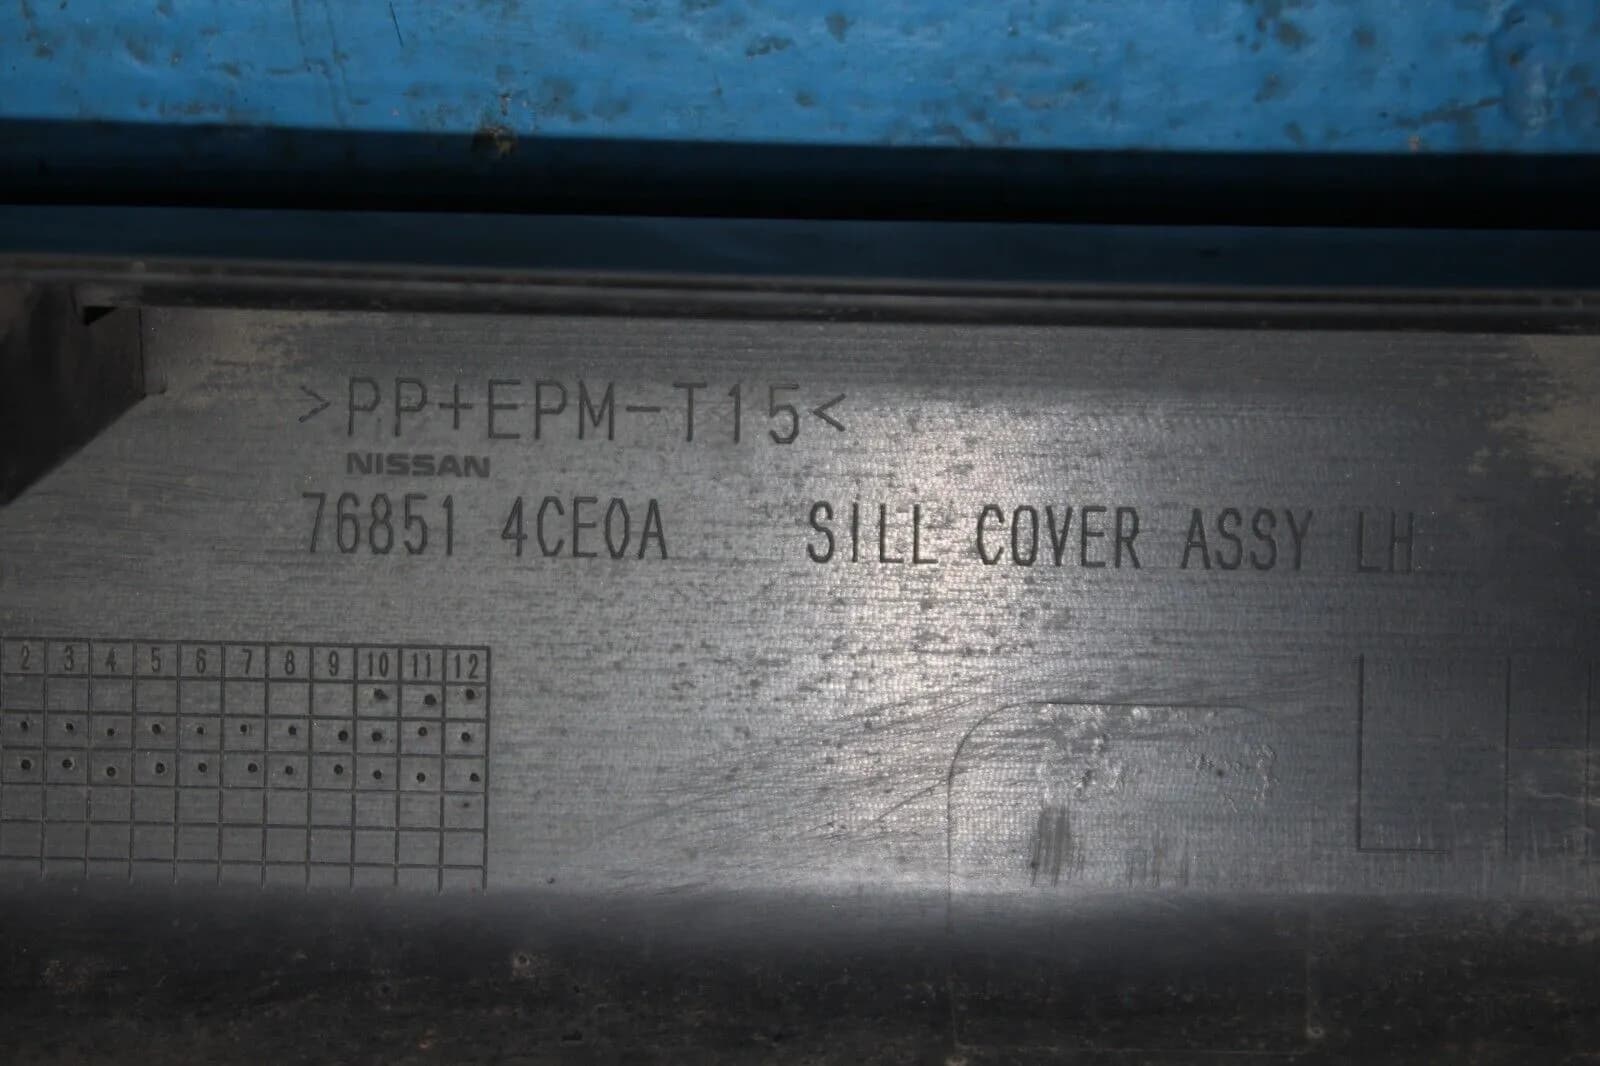 >PP+EPM-T15<
NISSAN
76851 4CE0A SILL COVER ASSY LH
2 3 4 5 6 7 8 9 10 11 12